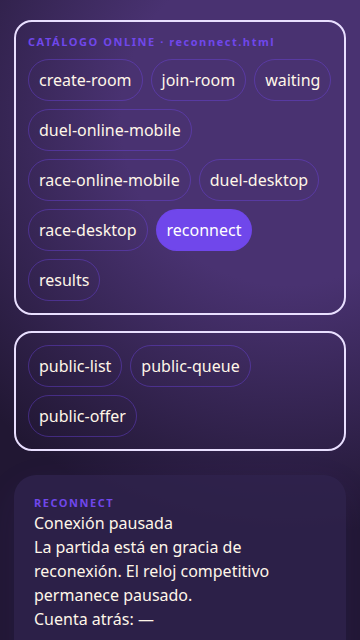 CATÁLOGO ONLINE · reconnect.html
create-room join-room waiting
duel-online-mobile
race-online-mobile duel-desktop
race-desktop reconnect
results
public-list public-queue
public-offer
RECONNECT
Conexión pausada
La partida está en gracia de
reconexión. El reloj competitivo
permanece pausado.
Cuenta atrás: —